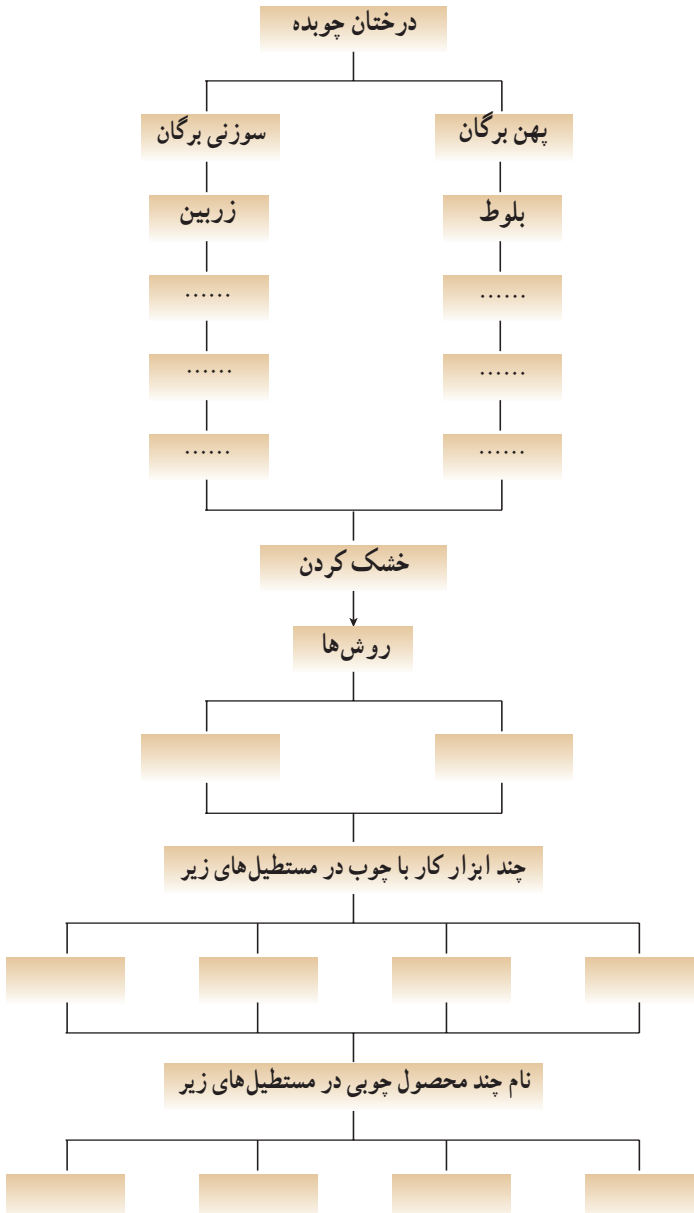 درختان چوبده
پهن برگان
سوزنی برگان
بلوط
زربین
......
......
......
......
......
......
خشک کردن
روش‌ها
چند ابزار کار با چوب در مستطیل‌های زیر
نام چند محصول چوبی در مستطیل‌های زیر